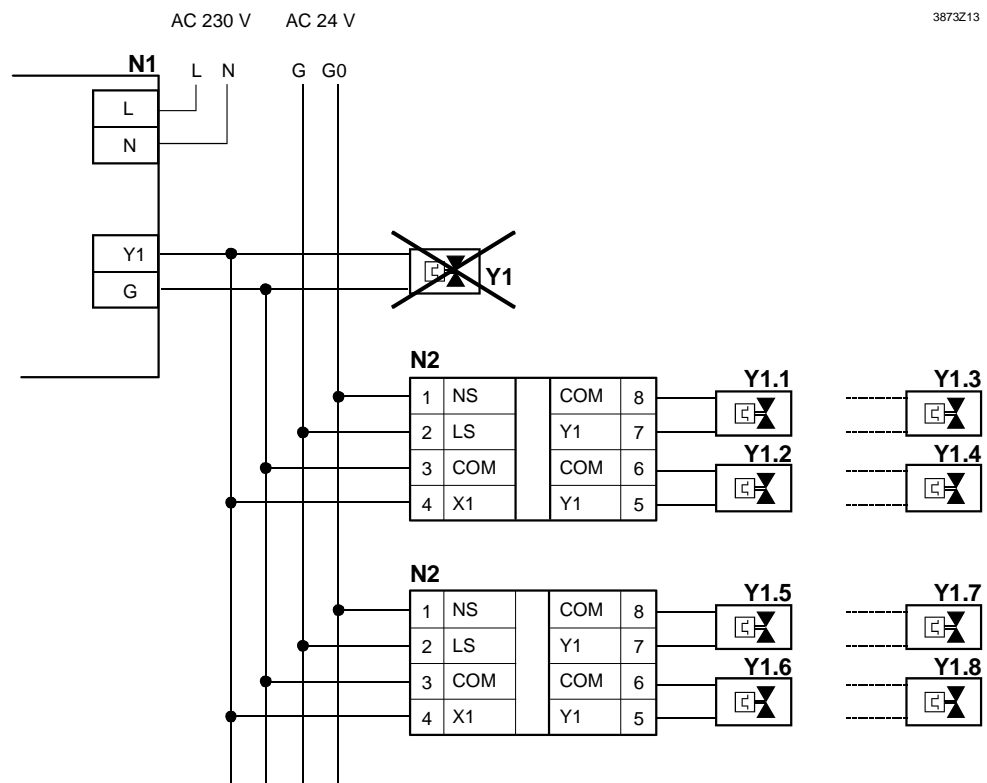 AC 230 V AC 24 V 3873Z13
N1 L N G G0
L
N
Y1
G
Y1
N2
1 NS COM 8
2 LS Y1 7
3 COM COM 6
4 X1 Y1 5
Y1.1 Y1.3
Y1.2 Y1.4
N2
1 NS COM 8
2 LS Y1 7
3 COM COM 6
4 X1 Y1 5
Y1.5 Y1.7
Y1.6 Y1.8